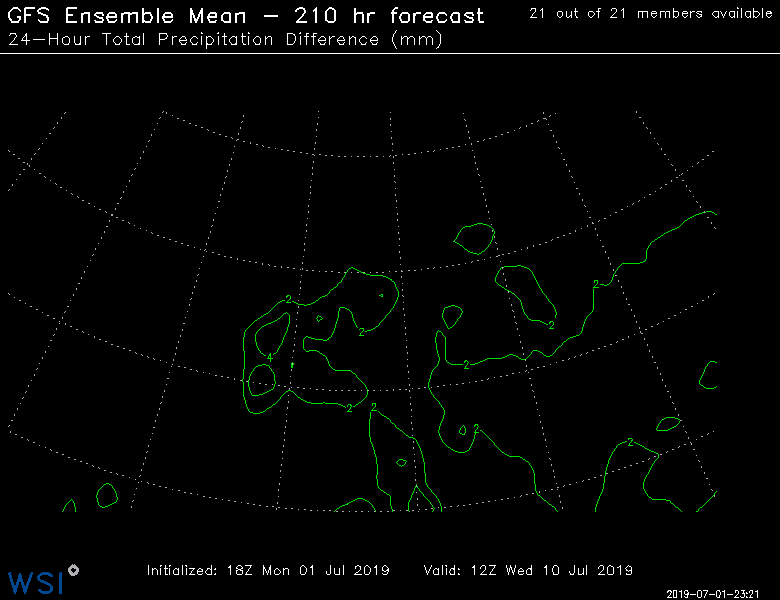 GFS Ensemble Mean – 210 hr forecast
21 out of 21 members available
24–Hour Total Precipitation Difference (mm)
2
2
2
2
2
4
2
2
2
2
2
Initialized: 18Z Mon 01 Jul 2019
Valid: 12Z Wed 10 Jul 2019
WSI
2019-07-01-23:21